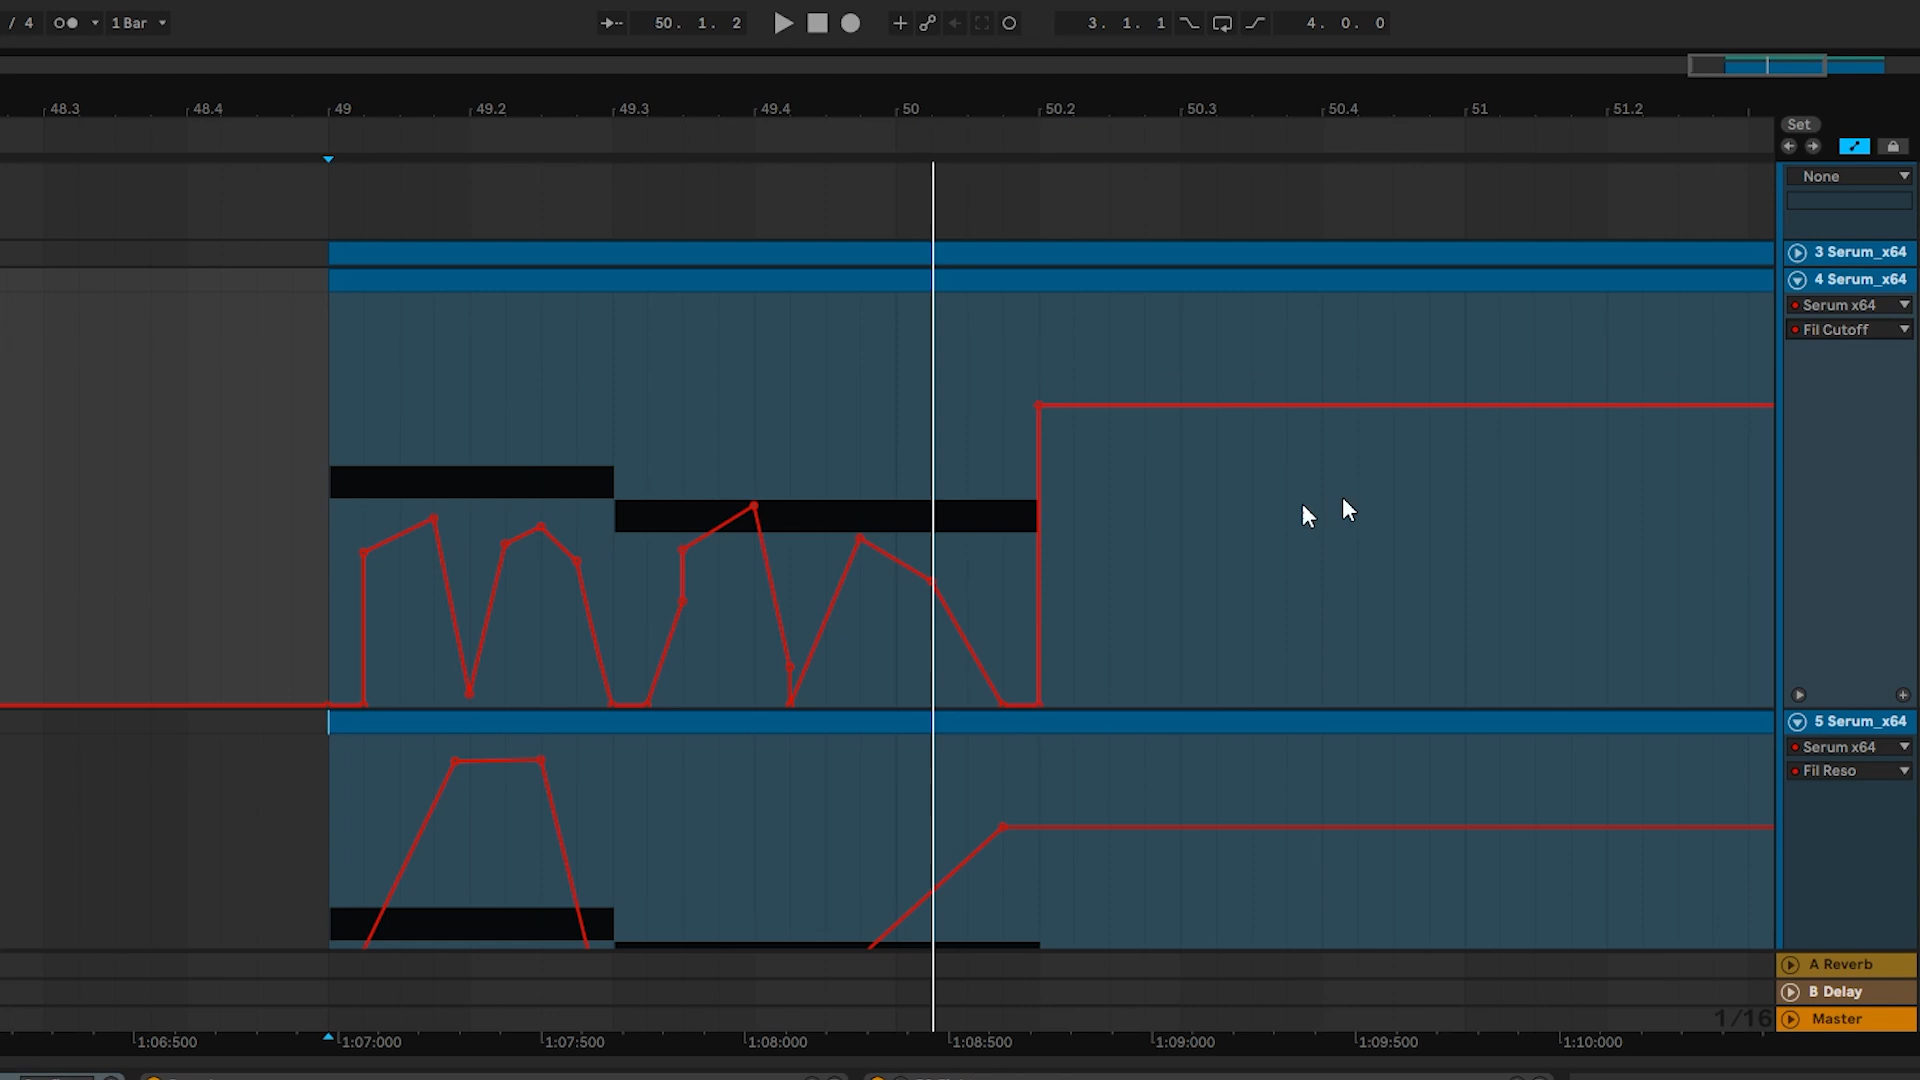 / 4 1 Bar 50. 1. 2 3. 1. 1 4. 0. 0
48.3 48.4 49 49.2 49.3 49.4 50 50.2 50.3 50.4 51 51.2
Set
None
3 Serum_x64
4 Serum_x64
Serum x64
Fil Cutoff
5 Serum_x64
Serum x64
Fil Reso
A Reverb
B Delay
1/16 Master
1:06:500 1:07:000 1:07:500 1:08:000 1:08:500 1:09:000 1:09:500 1:10:000